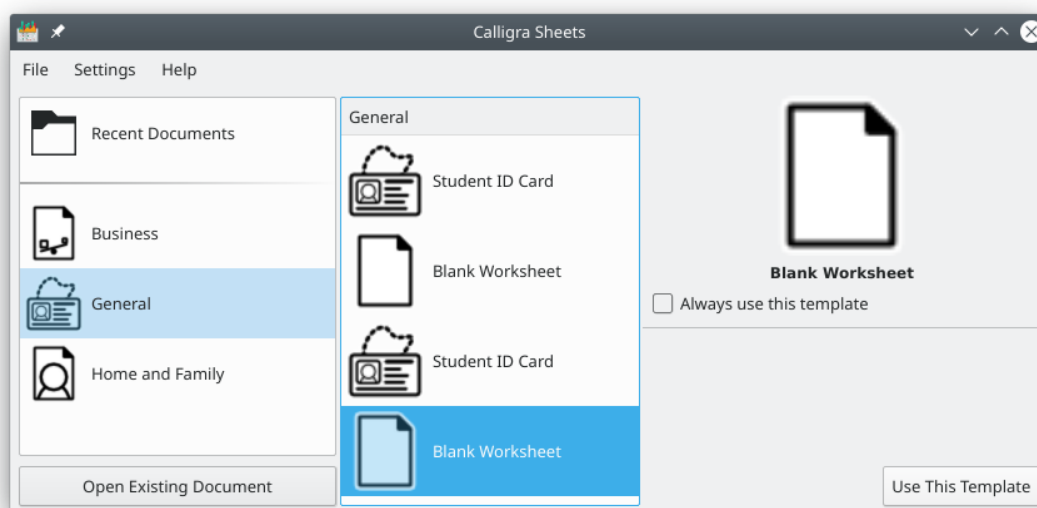 Calligra Sheets
File Settings Help
Recent Documents
Business
General
Home and Family
Open Existing Document
General
Student ID Card
Blank Worksheet
Student ID Card
Blank Worksheet
Blank Worksheet
Always use this template
Use This Template